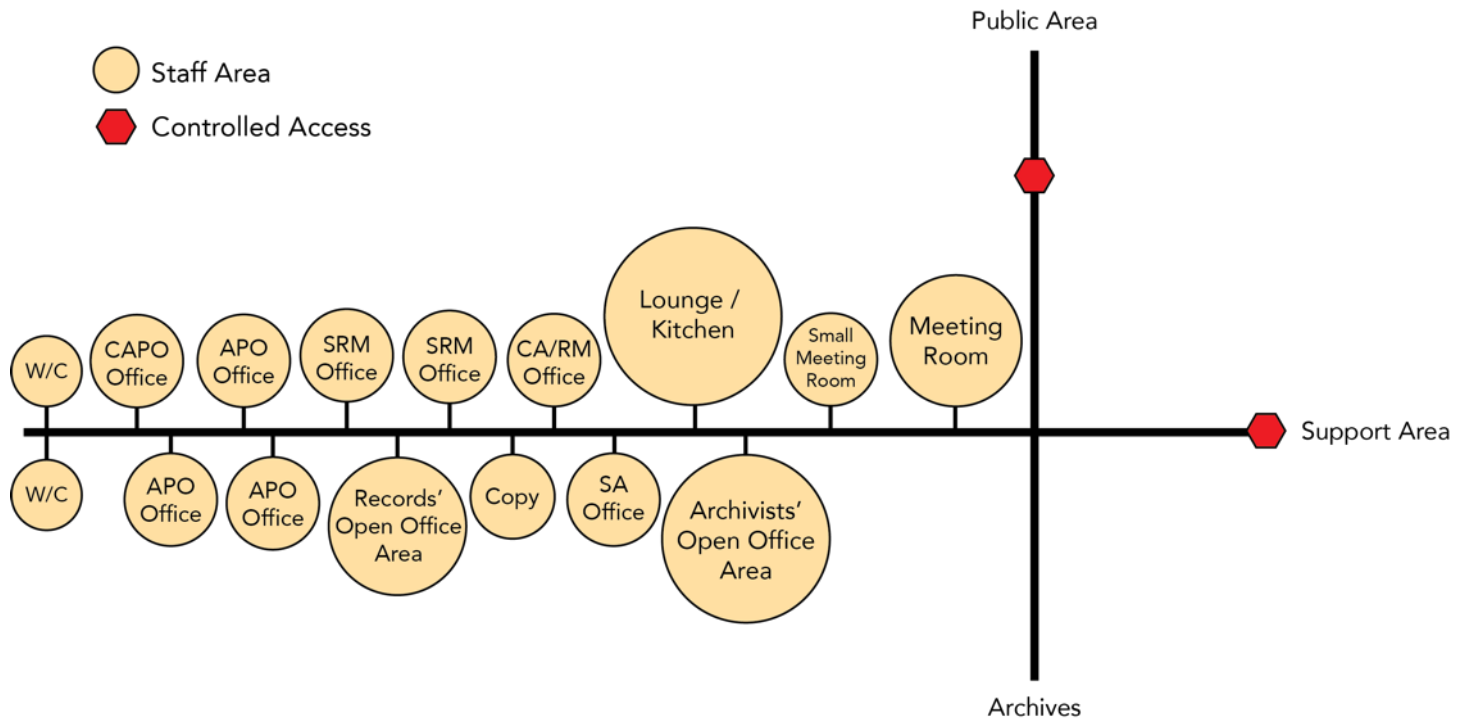 Public Area
Staff Area
Controlled Access
Lounge /
Kitchen
Meeting
Room
Small
Meeting
Room
W/C
CAPO
Office
APO
Office
SRM
Office
SRM
Office
CA/RM
Office
Support Area
W/C
APO
Office
APO
Office
Records’
Open Office
Area
Copy
SA
Office
Archivists’
Open Office
Area
Archives